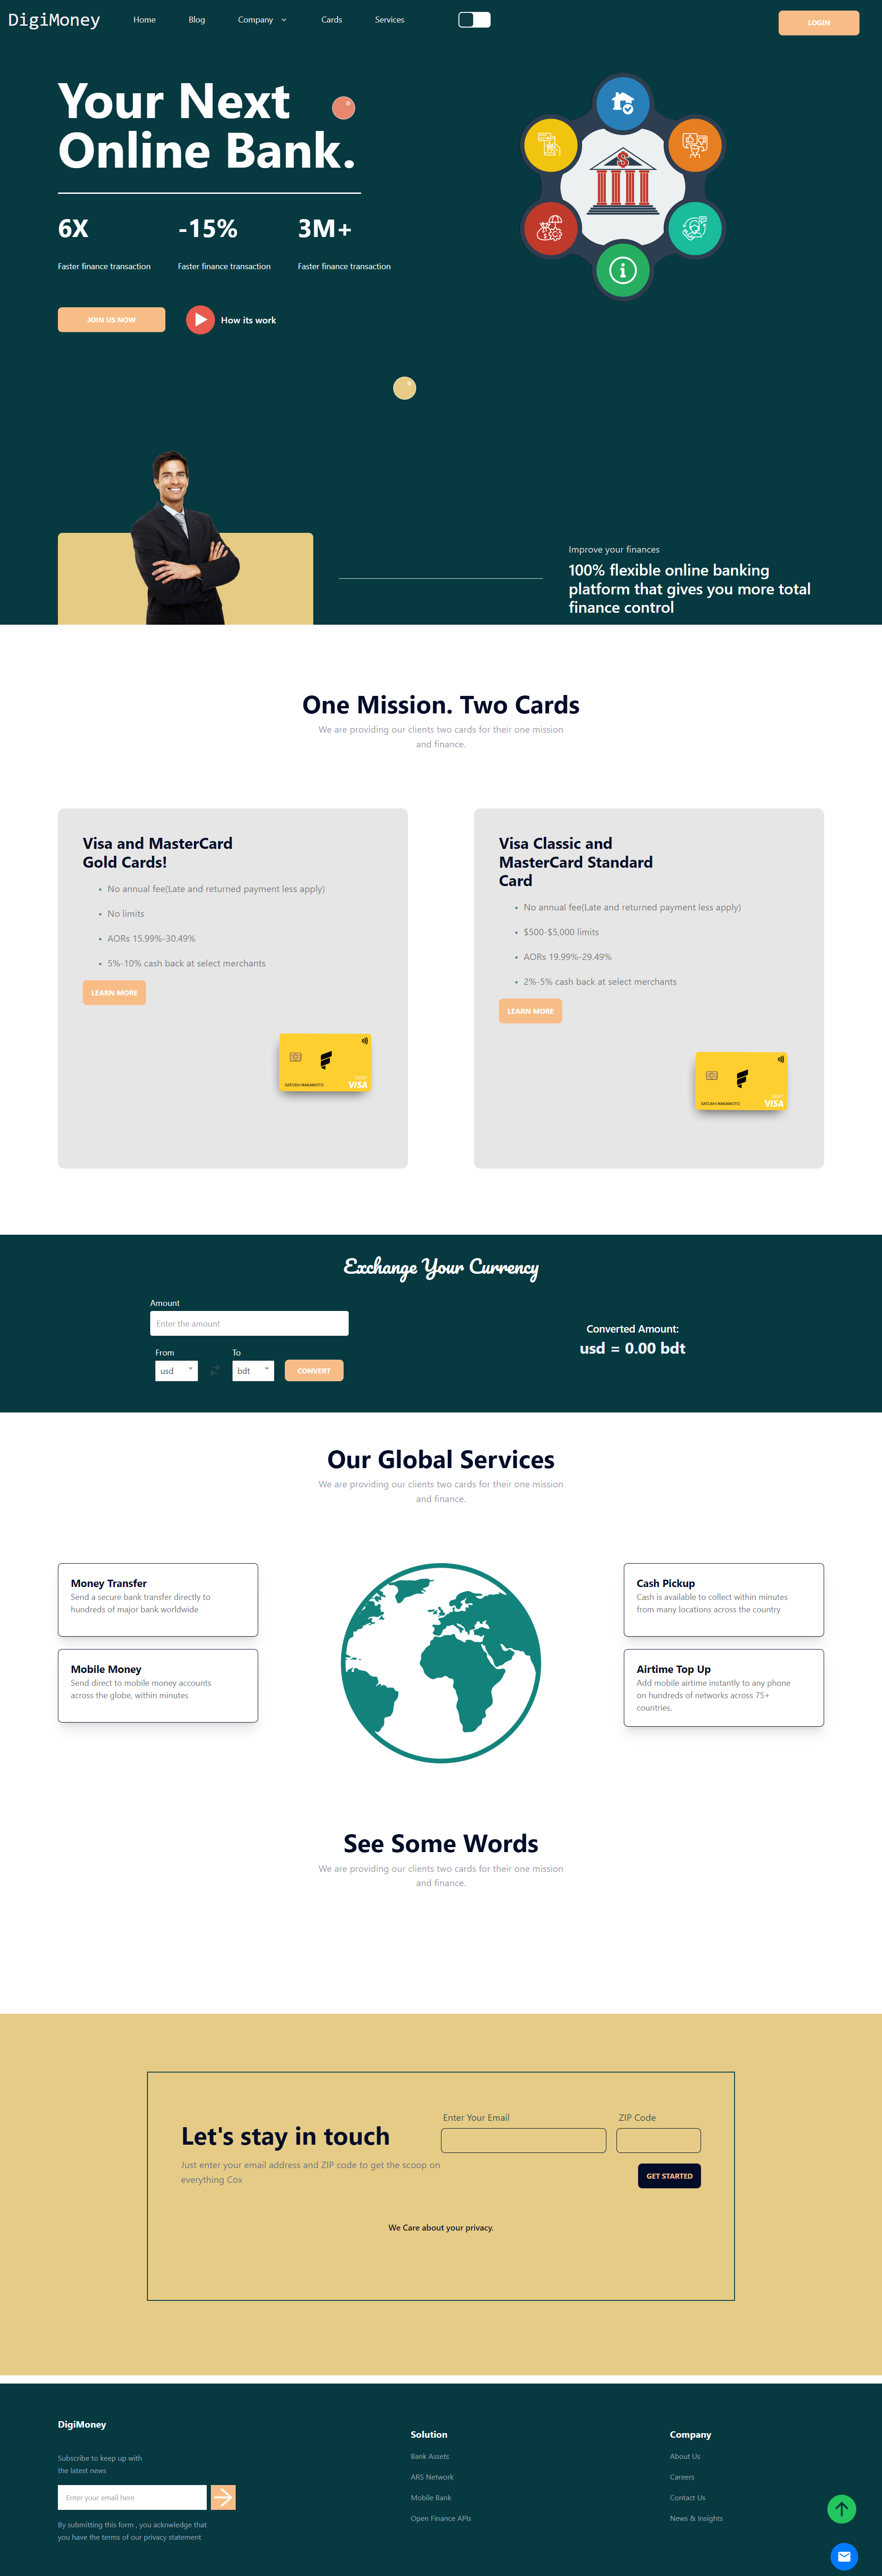 DigiMoney
Home
Blog
Company
Cards
Services
LOGIN
Your Next
Online Bank.
6X
-15%
3M+
Faster finance transaction
Faster finance transaction
Faster finance transaction
JOIN US NOW
How its work
Improve your finances
100% flexible online banking
platform that gives you more total
finance control
One Mission. Two Cards
We are providing our clients two cards for their one mission
and finance.
Visa and MasterCard
Gold Cards!
• No annual fee(Late and returned payment less apply)
• No limits
• AORs 15.99%-30.49%
• 5%-10% cash back at select merchants
LEARN MORE
SATOSHI NAKAMOTO
DEBIT
VISA
Visa Classic and
MasterCard Standard
Card
• No annual fee(Late and returned payment less apply)
• $500-$5,000 limits
• AORs 19.99%-29.49%
• 2%-5% cash back at select merchants
LEARN MORE
SATOSHI NAKAMOTO
DEBIT
VISA
Exchange Your Currency
Amount
Enter the amount
From
To
usd
bdt
CONVERT
Converted Amount:
usd = 0.00 bdt
Our Global Services
We are providing our clients two cards for their one mission
and finance.
Money Transfer
Send a secure bank transfer directly to
hundreds of major bank worldwide
Mobile Money
Send direct to mobile money accounts
across the globe, within minutes
Cash Pickup
Cash is available to collect within minutes
from many locations across the country
Airtime Top Up
Add mobile airtime instantly to any phone
on hundreds of networks across 75+
countries.
See Some Words
We are providing our clients two cards for their one mission
and finance.
Let's stay in touch
Just enter your email address and ZIP code to get the scoop on
everything Cox
Enter Your Email
ZIP Code
GET STARTED
We Care about your privacy.
DigiMoney
Subscribe to keep up with
the latest news
Enter your email here
By submitting this form , you acknwledge that
you have the terms of our privacy statement
Solution
Bank Assets
ARS Network
Mobile Bank
Open Finance APIs
Company
About Us
Careers
Contact Us
News & Insights